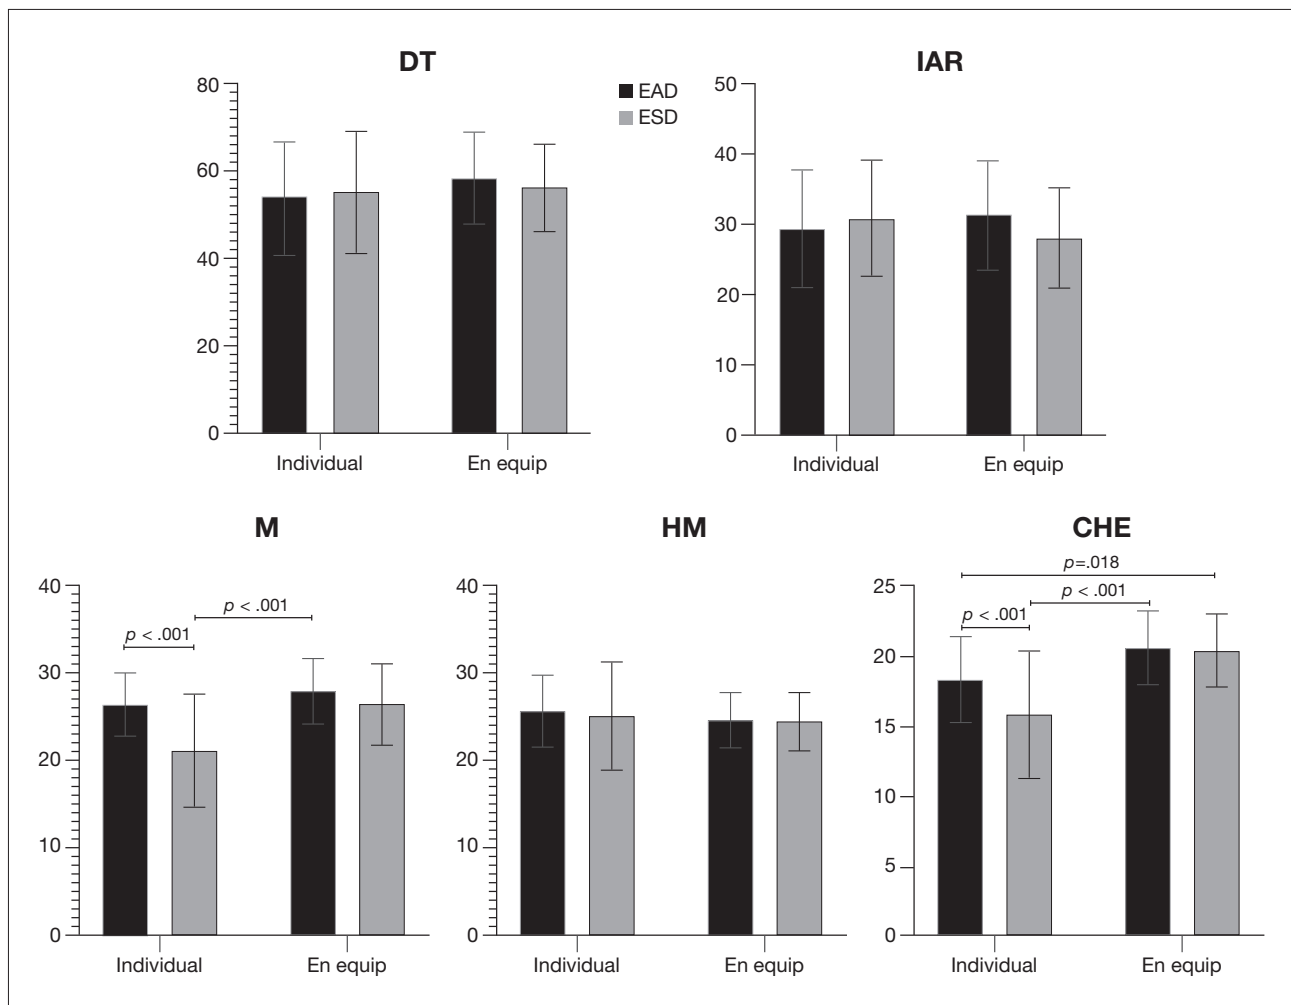 DT
80
60
40
20
0
Individual
En equip
EAD
ESD
IAR
50
40
30
20
10
0
Individual
En equip
M
40
30
20
10
0
p < .001
p < .001
Individual
En equip
HM
40
30
20
10
0
Individual
En equip
CHE
p=.018
p < .001
p < .001
25
20
15
10
5
0
Individual
En equip